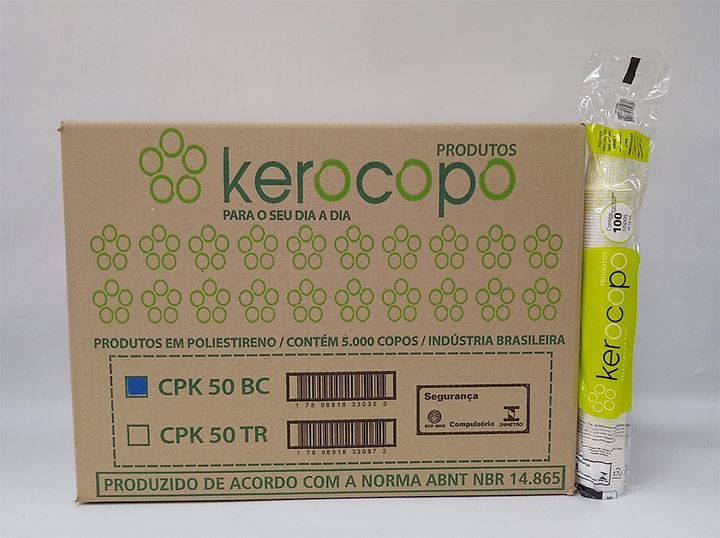 PRODUTOS
kerocopo
PARA O SEU DIA A DIA
PRODUTOS EM POLIESTIRENO / CONTÉM 5.000 COPOS / INDÚSTRIA BRASILEIRA
CPK 50 BC
1 78 98918 33035 3
CPK 50 TR
1 78 98918 33087 2
Segurança
Compulsório
INMETRO
PRODUZIDO DE ACORDO COM A NORMA ABNT NBR 14.865
100
copos
PRODUTOS
kerocopo